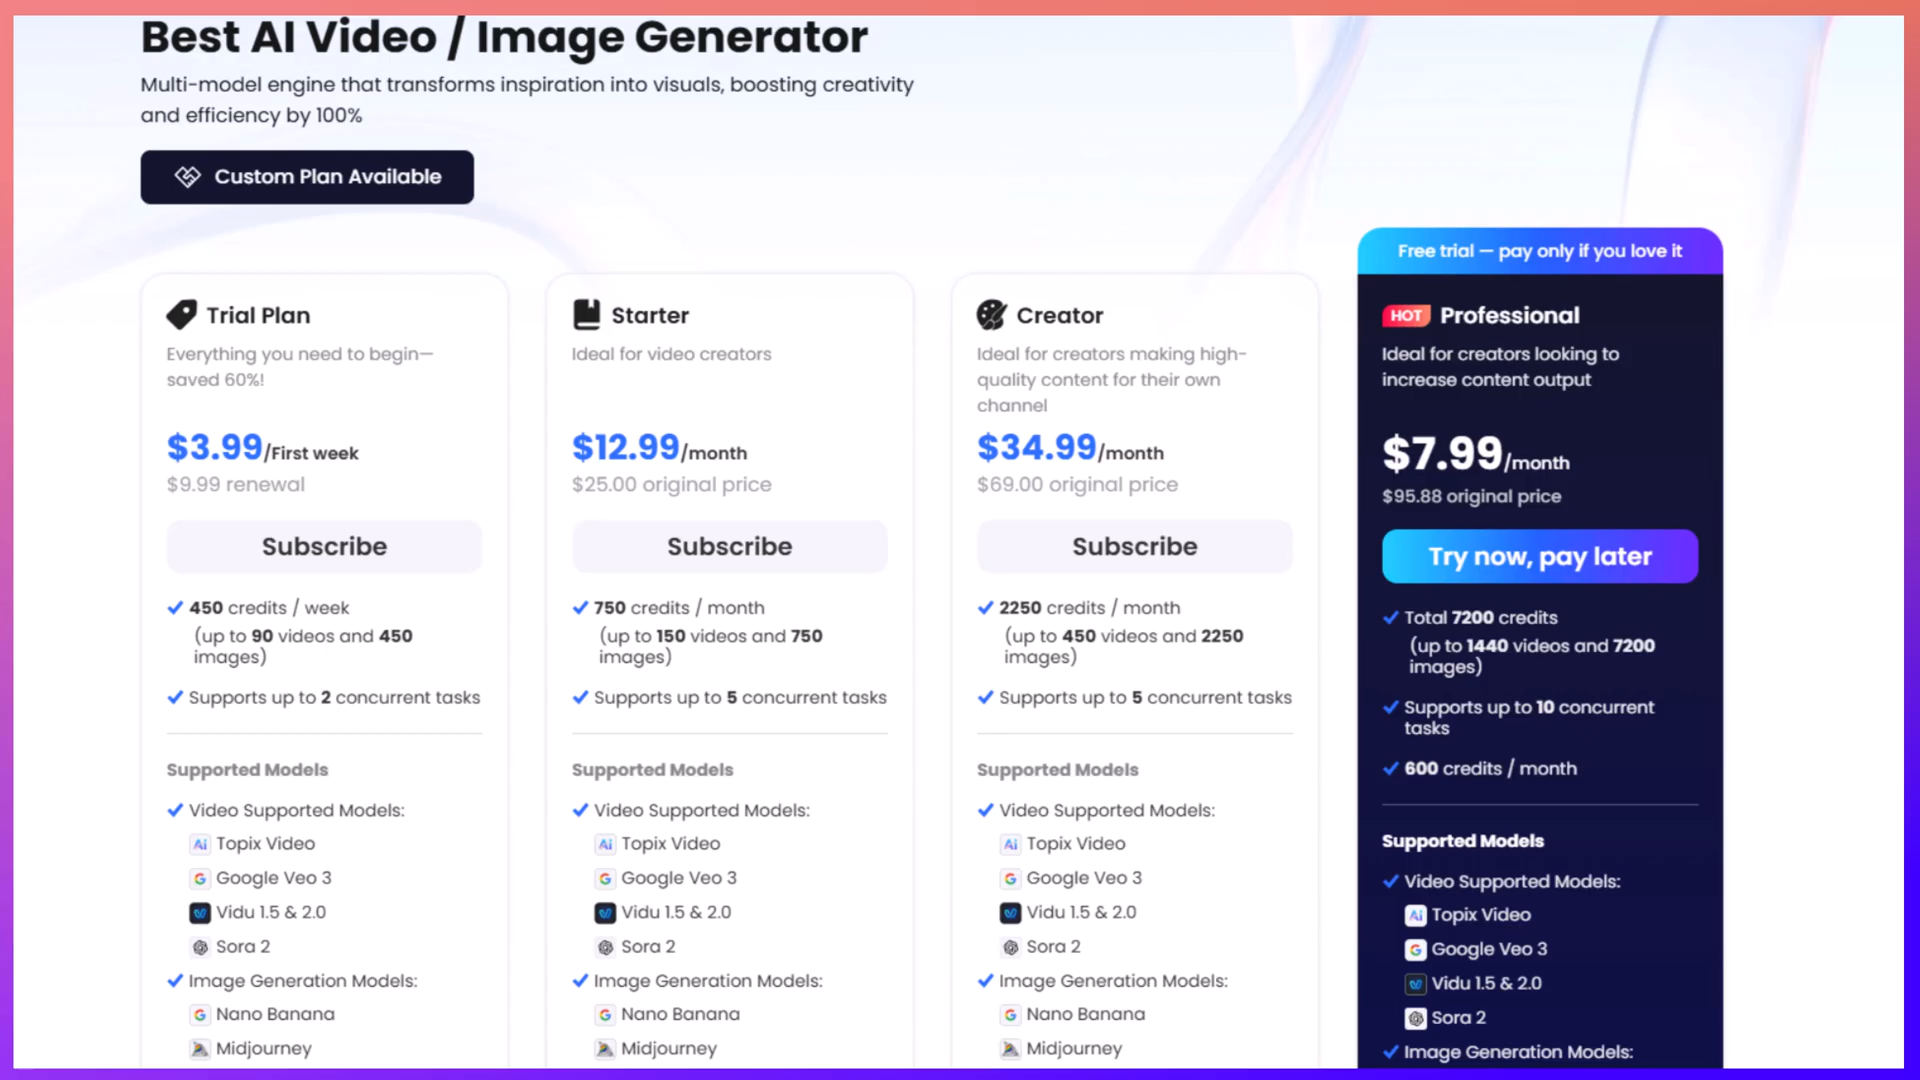 Best AI Video / Image Generator
Multi-model engine that transforms inspiration into visuals, boosting creativity
and efficiency by 100%
Custom Plan Available
Trial Plan
Everything you need to begin—
saved 60%!
$3.99/First week
$9.99 renewal
Subscribe
450 credits / week
(up to 90 videos and 450
images)
Supports up to 2 concurrent tasks
Supported Models
Video Supported Models:
Topix Video
Google Veo 3
Vidu 1.5 & 2.0
Sora 2
Image Generation Models:
Nano Banana
Midjourney
Starter
Ideal for video creators
$12.99/month
$25.00 original price
Subscribe
750 credits / month
(up to 150 videos and 750
images)
Supports up to 5 concurrent tasks
Supported Models
Video Supported Models:
Topix Video
Google Veo 3
Vidu 1.5 & 2.0
Sora 2
Image Generation Models:
Nano Banana
Midjourney
Creator
Ideal for creators making high-
quality content for their own
channel
$34.99/month
$69.00 original price
Subscribe
2250 credits / month
(up to 450 videos and 2250
images)
Supports up to 5 concurrent tasks
Supported Models
Video Supported Models:
Topix Video
Google Veo 3
Vidu 1.5 & 2.0
Sora 2
Image Generation Models:
Nano Banana
Midjourney
Free trial — pay only if you love it
HOT Professional
Ideal for creators looking to
increase content output
$7.99/month
$95.88 original price
Try now, pay later
Total 7200 credits
(up to 1440 videos and 7200
images)
Supports up to 10 concurrent
tasks
600 credits / month
Supported Models
Video Supported Models:
Topix Video
Google Veo 3
Vidu 1.5 & 2.0
Sora 2
Image Generation Models: